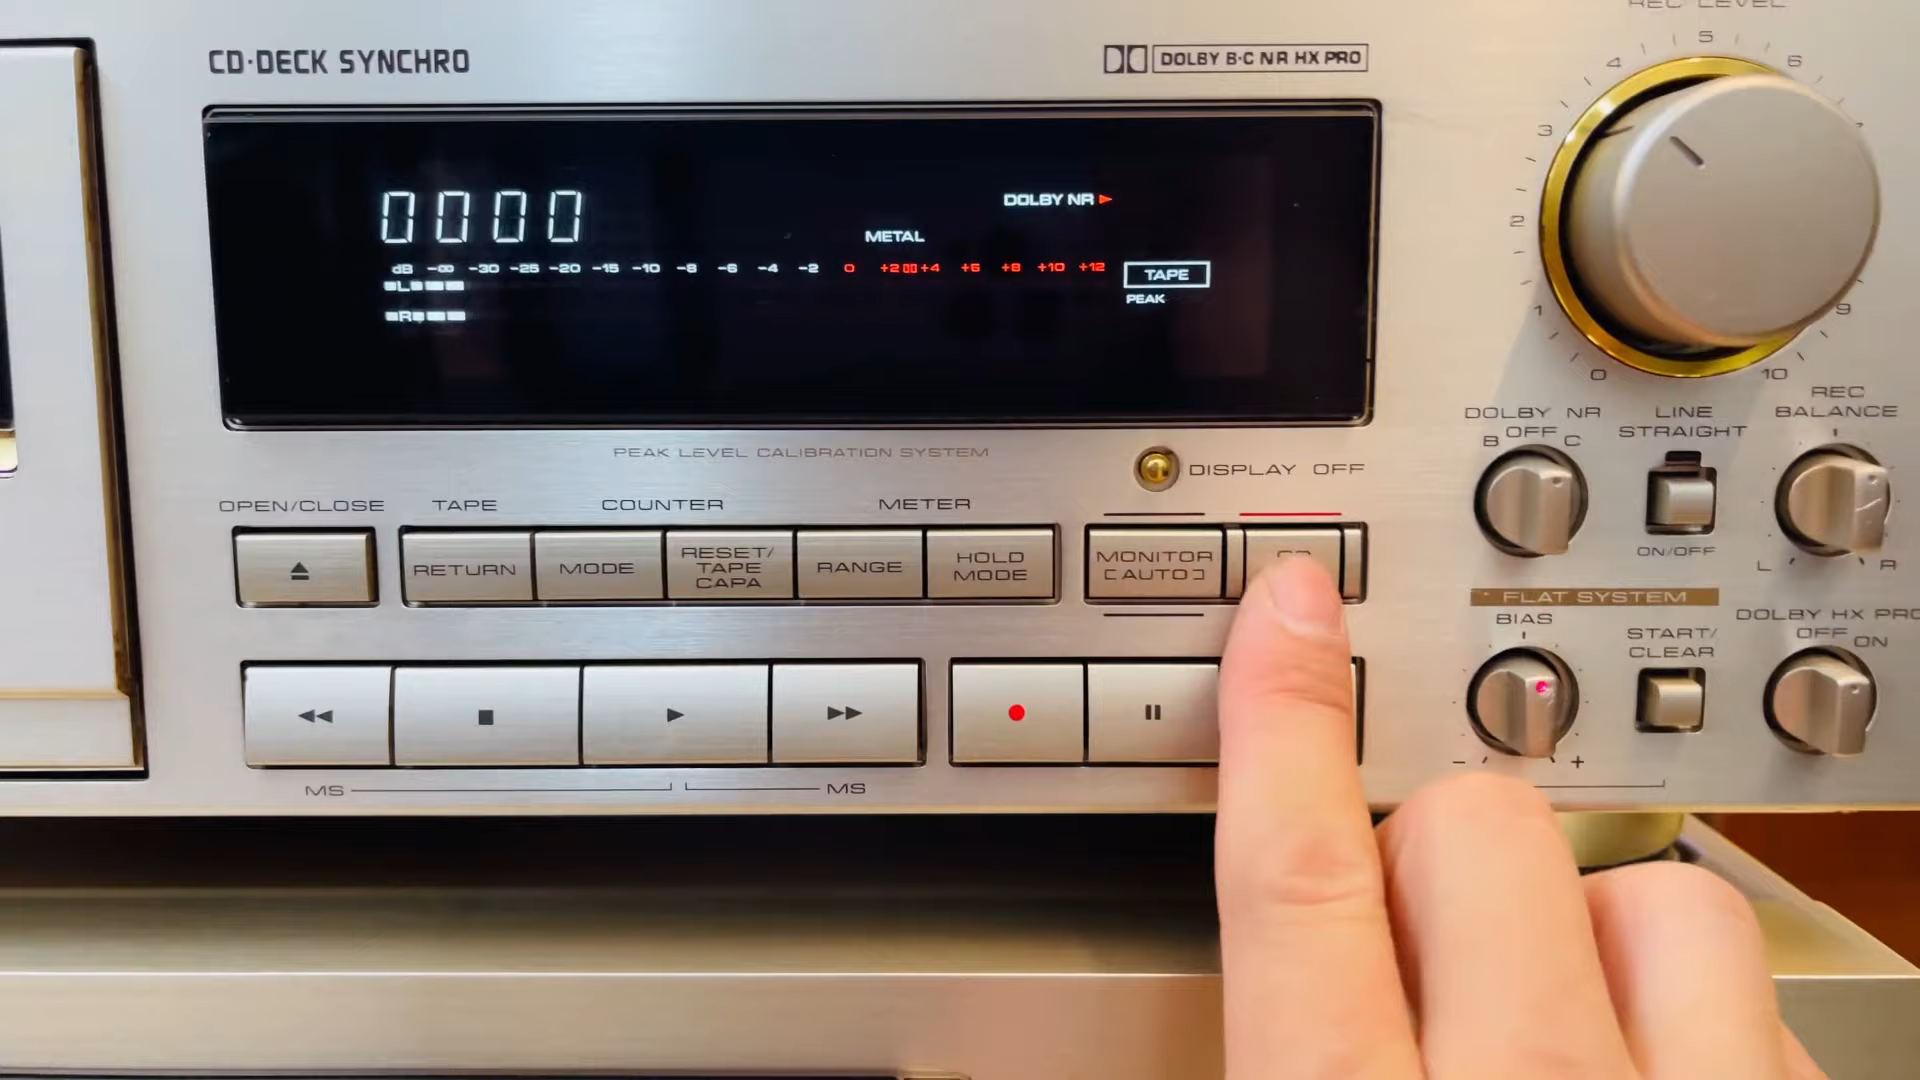 REC LEVEL
CD·DECK SYNCHRO
DOLBY B·C NR HX PRO
0000
DOLBY NR
METAL
dB -∞ -30 -25 -20 -15 -10 -8 -6 -4 -2 0 +2 +4 +6 +8 +10 +12
L
R
TAPE
PEAK
0 1 2 3 4 5 6 9 10
PEAK LEVEL CALIBRATION SYSTEM
DISPLAY OFF
OPEN/CLOSE
TAPE
COUNTER
METER
RETURN
MODE
RESET/
TAPE
CAPA
RANGE
HOLD
MODE
MONITOR
[AUTO]
MS
MS
DOLBY NR
B OFF C
LINE
STRAIGHT
ON/OFF
REC
BALANCE
L R
FLAT SYSTEM
BIAS
- +
START/
CLEAR
DOLBY HX PRO
OFF ON